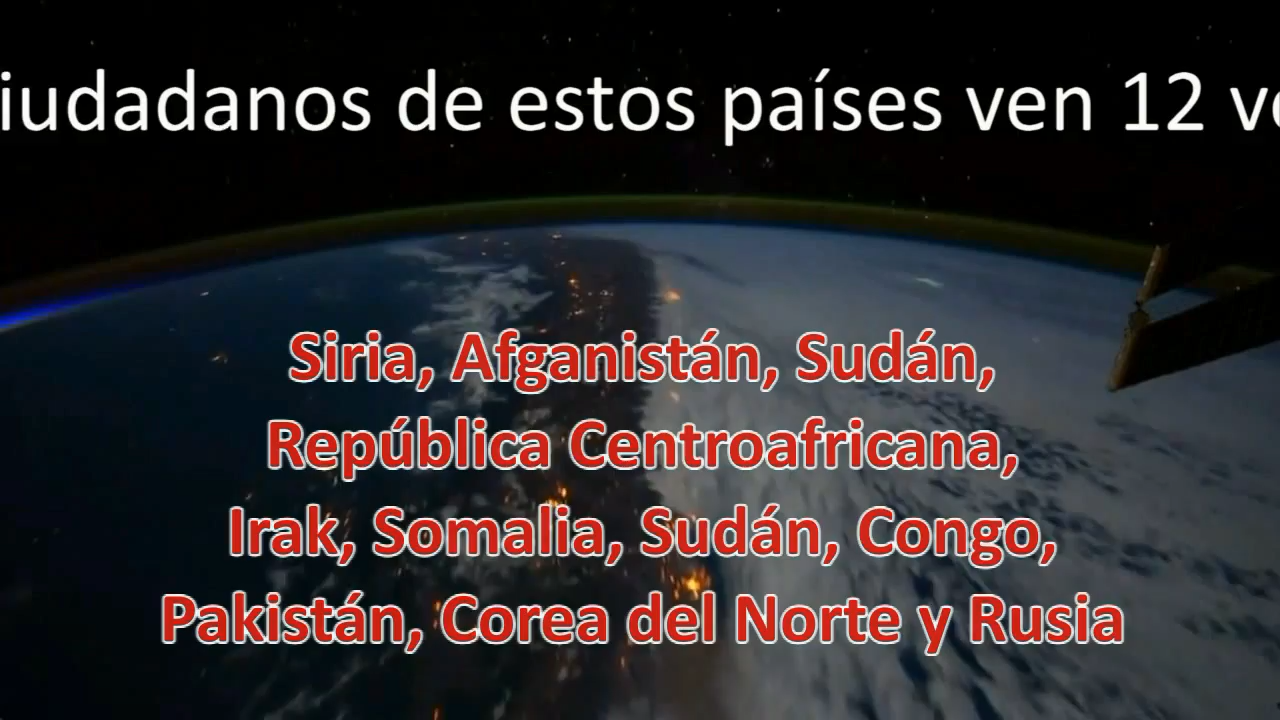 iudadanos de estos países ven 12 v
Siria, Afganistán, Sudán,
República Centroafricana,
Irak, Somalia, Sudán, Congo,
Pakistán, Corea del Norte y Rusia